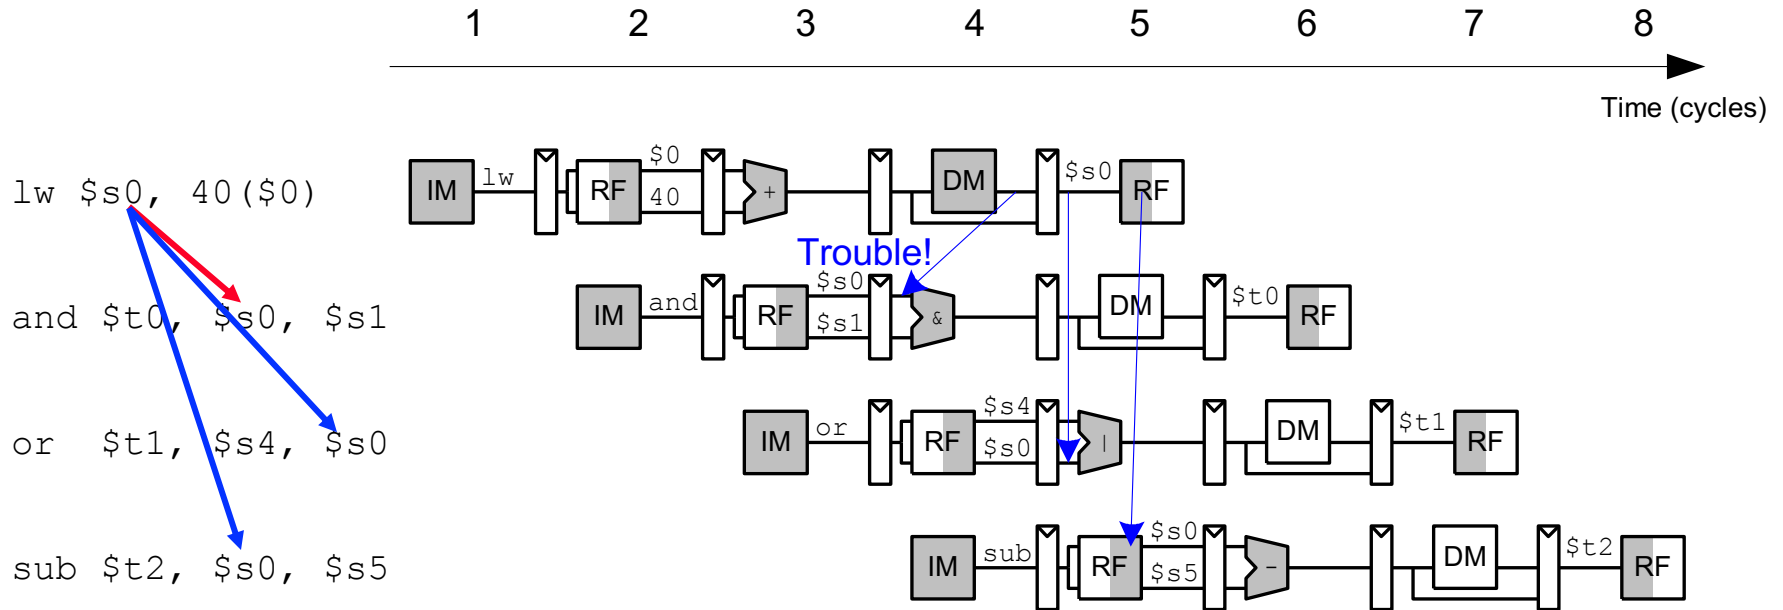 1 2 3 4 5 6 7 8
Time (cycles)
lw $s0, 40($0)
IM lw RF $0 40 + DM $s0 RF
Trouble!
and $t0, $s0, $s1
IM and RF $s0 $s1 & DM $t0 RF
or $t1, $s4, $s0
IM or RF $s4 $s0 | DM $t1 RF
sub $t2, $s0, $s5
IM sub RF $s0 $s5 - DM $t2 RF